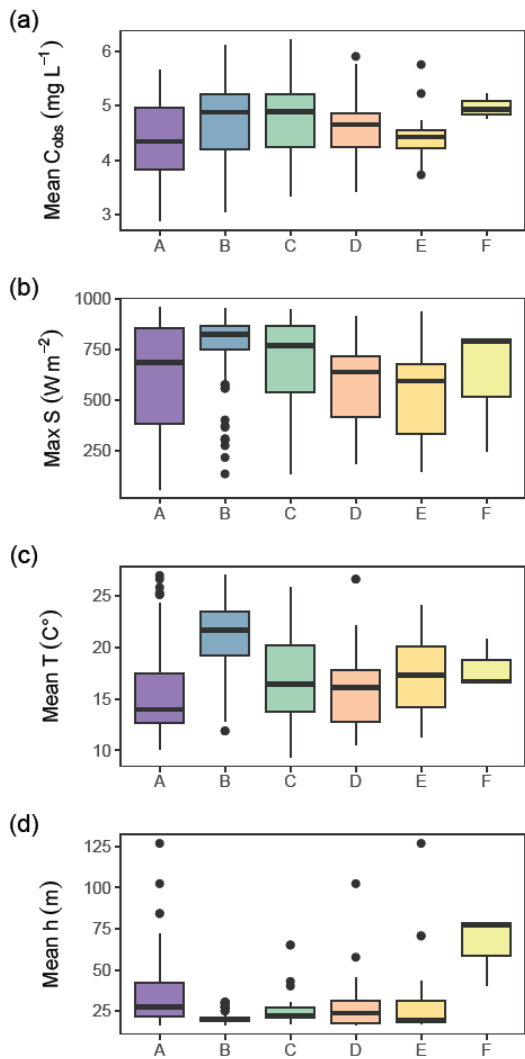 (a)
Mean C_obs (mg L⁻¹)
6
5
4
3
A B C D E F
(b)
Max S (W m⁻²)
1000
750
500
250
A B C D E F
(c)
Mean T (C°)
25
20
15
10
A B C D E F
(d)
Mean h (m)
125
100
75
50
25
A B C D E F